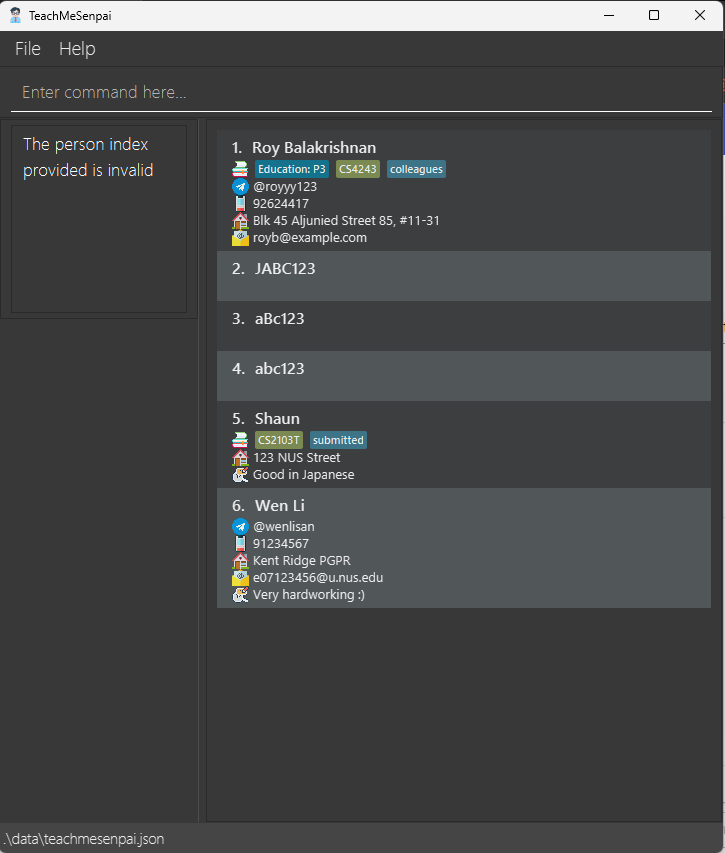 TeachMeSenpai
File Help
Enter command here...
The person index
provided is invalid
1. Roy Balakrishnan
Education: P3 CS4243 colleagues
@royyy123
92624417
Blk 45 Aljunied Street 85, #11-31
royb@example.com
2. JABC123
3. aBc123
4. abc123
5. Shaun
CS2103T submitted
123 NUS Street
Good in Japanese
6. Wen Li
@wenlisan
91234567
Kent Ridge PGPR
e07123456@u.nus.edu
Very hardworking :)
.\data\teachmesenpai.json